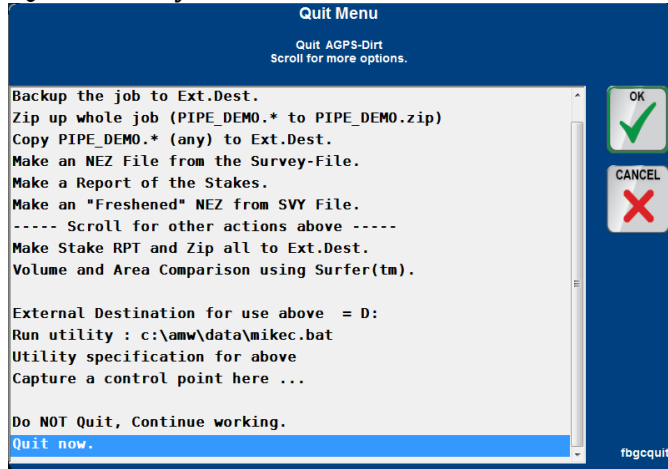 Quit Menu
Quit AGPS-Dirt
Scroll for more options.
Backup the job to Ext.Dest.
Zip up whole job (PIPE_DEMO.* to PIPE_DEMO.zip)
Copy PIPE_DEMO.* (any) to Ext.Dest.
Make an NEZ File from the Survey-File.
Make a Report of the Stakes.
Make an "Freshened" NEZ from SVY File.
----- Scroll for other actions above -----
Make Stake RPT and Zip all to Ext.Dest.
Volume and Area Comparison using Surfer(tm).
External Destination for use above  = D:
Run utility : c:\amw\data\mikec.bat
Utility specification for above
Capture a control point here ...
Do NOT Quit, Continue working.
Quit now.
OK
CANCEL
fbgcquit